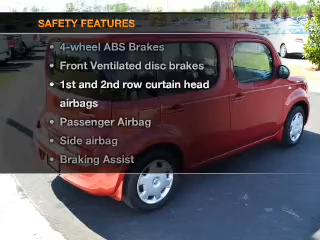 SAFETY FEATURES
• 4-wheel ABS Brakes
• Front Ventilated disc brakes
• 1st and 2nd row curtain head
airbags
• Passenger Airbag
• Side airbag
• Braking Assist